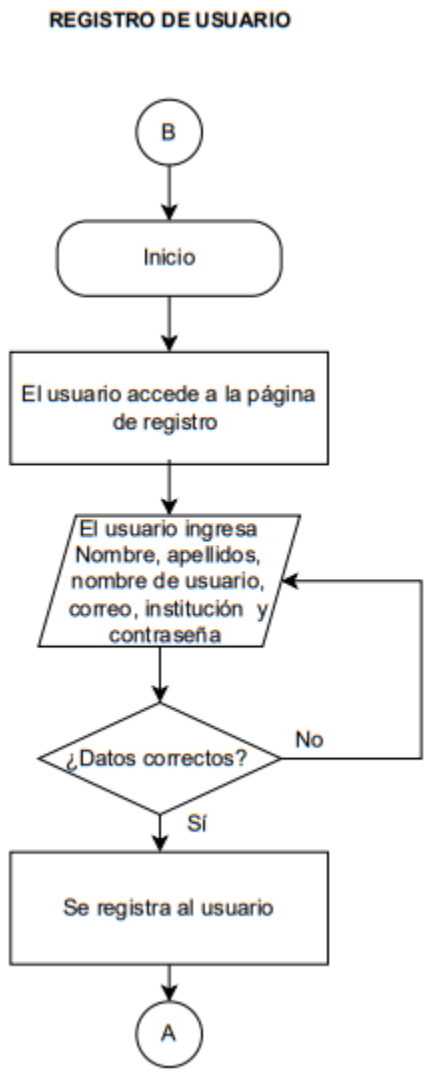 REGISTRO DE USUARIO
B
Inicio
El usuario accede a la página
de registro
El usuario ingresa
Nombre, apellidos,
nombre de usuario,
correo, institución y
contraseña
¿Datos correctos?
No
Sí
Se registra al usuario
A